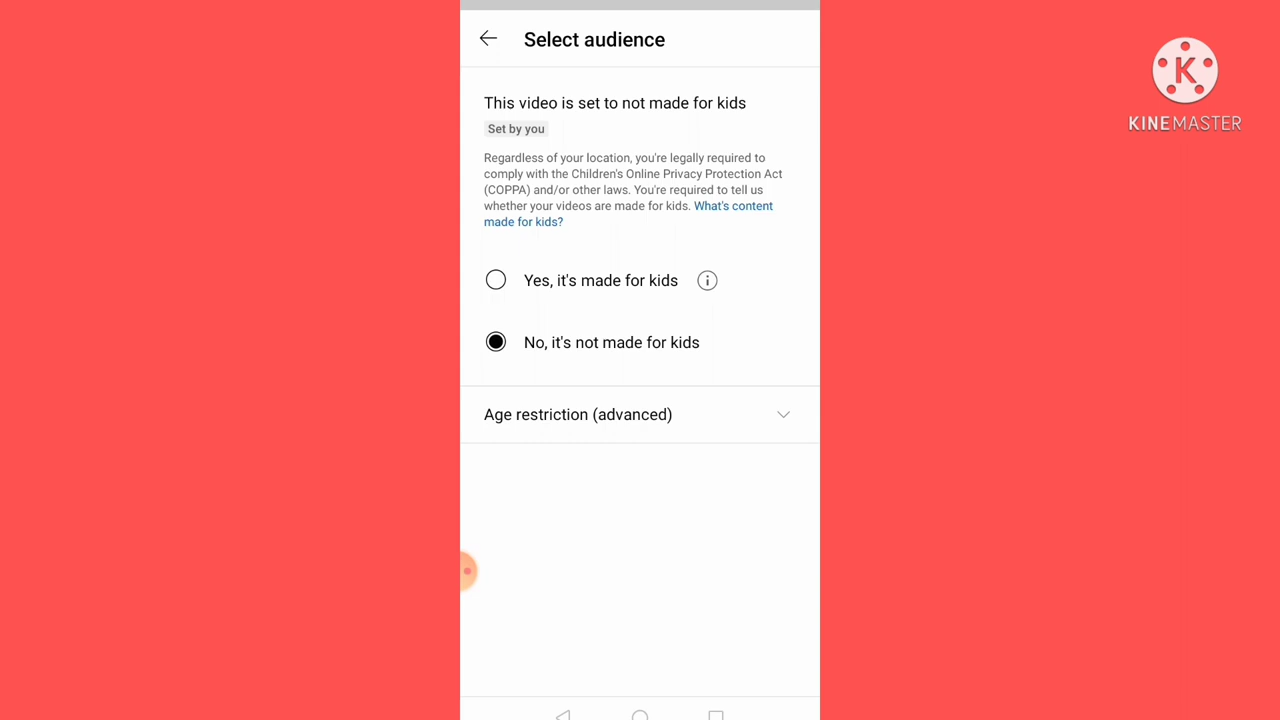 Select audience
This video is set to not made for kids
Set by you
Regardless of your location, you're legally required to
comply with the Children's Online Privacy Protection Act
(COPPA) and/or other laws. You're required to tell us
whether your videos are made for kids. What's content
made for kids?
Yes, it's made for kids
No, it's not made for kids
Age restriction (advanced)
K
KINEMASTER